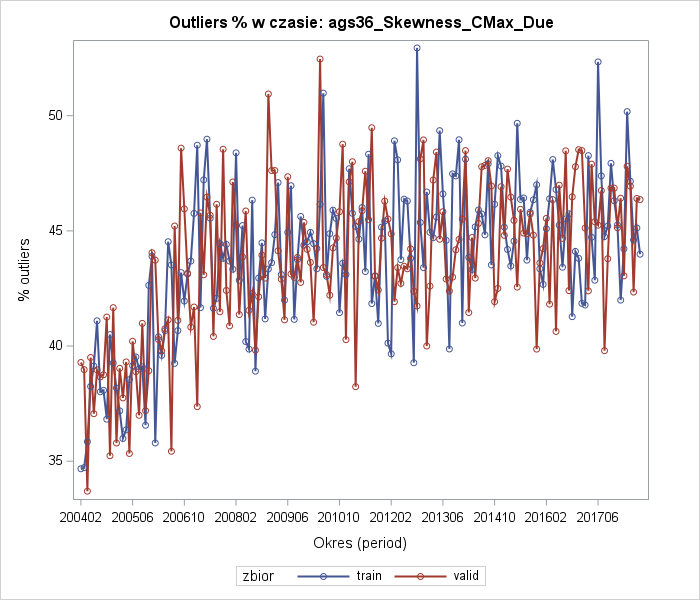 Outliers % w czasie: ags36_Skewness_CMax_Due
% outliers
50
45
40
35
200402 200506 200610 200802 200906 201010 201202 201306 201410 201602 201706
Okres (period)
zbior train valid